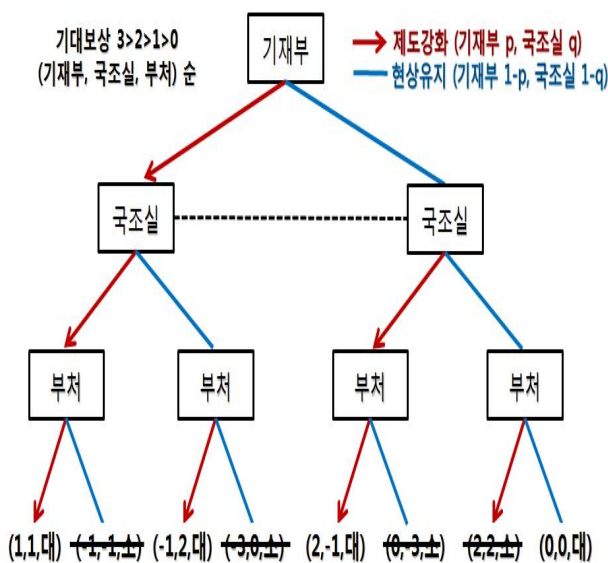 기대보상 3>2>1>0
(기재부, 국조실, 부처) 순
기재부
제도강화 (기재부 p, 국조실 q)
현상유지 (기재부 1-p, 국조실 1-q)
국조실
국조실
부처
부처
부처
부처
(1,1,대) (-1,-1,소) (-1,2,대) (-3,0,소) (2,-1,대) (0,-3,소) (2,2,소) (0,0,대)